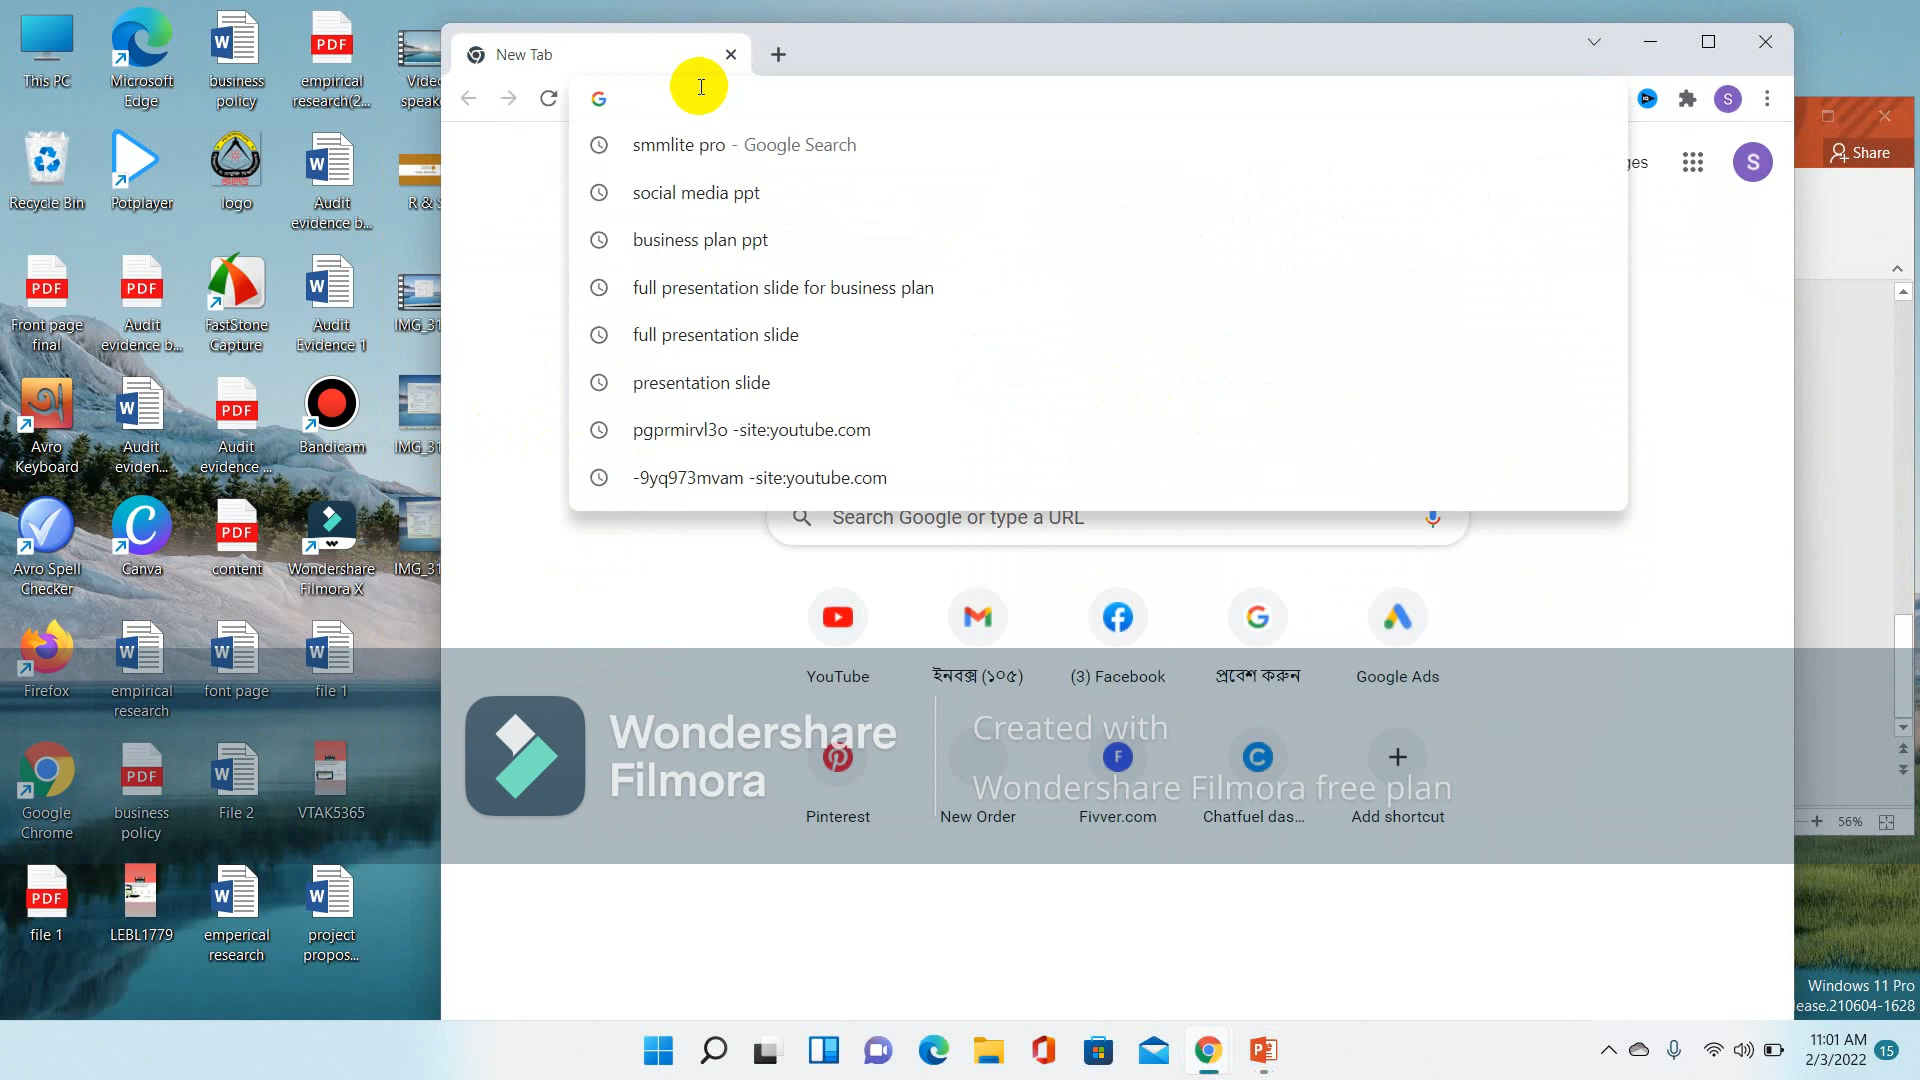 This PC
Microsoft
Edge
business
policy
empirical
research(2...
Video
speak
Recycle Bin
Potplayer
logo
Audit
evidence b...
R & S
Front page
final
Audit
evidence b...
FastStone
Capture
Audit
Evidence 1
IMG_31
Avro
Keyboard
Audit
eviden...
Audit
evidence ...
Bandicam
IMG_31
Avro Spell
Checker
Canva
content
Wondershare
Filmora X
IMG_31
Firefox
empirical
research
font page
file 1
Google
Chrome
business
policy
File 2
VTAK5365
file 1
LEBL1779
emperical
research
project
propos...
New Tab
smmlite pro - Google Search
social media ppt
business plan ppt
full presentation slide for business plan
full presentation slide
presentation slide
pgprmirvl3o -site:youtube.com
-9yq973mvam -site:youtube.com
S
ges
S
Share
Search Google or type a URL
YouTube
ইনবক্স (১০৫)
(3) Facebook
প্রবেশ করুন
Google Ads
Wondershare
Filmora
Created with
Wondershare Filmora free plan
Pinterest
New Order
Fivver.com
Chatfuel das...
Add shortcut
56%
Windows 11 Pro
ease.210604-1628
11:01 AM
2/3/2022
15